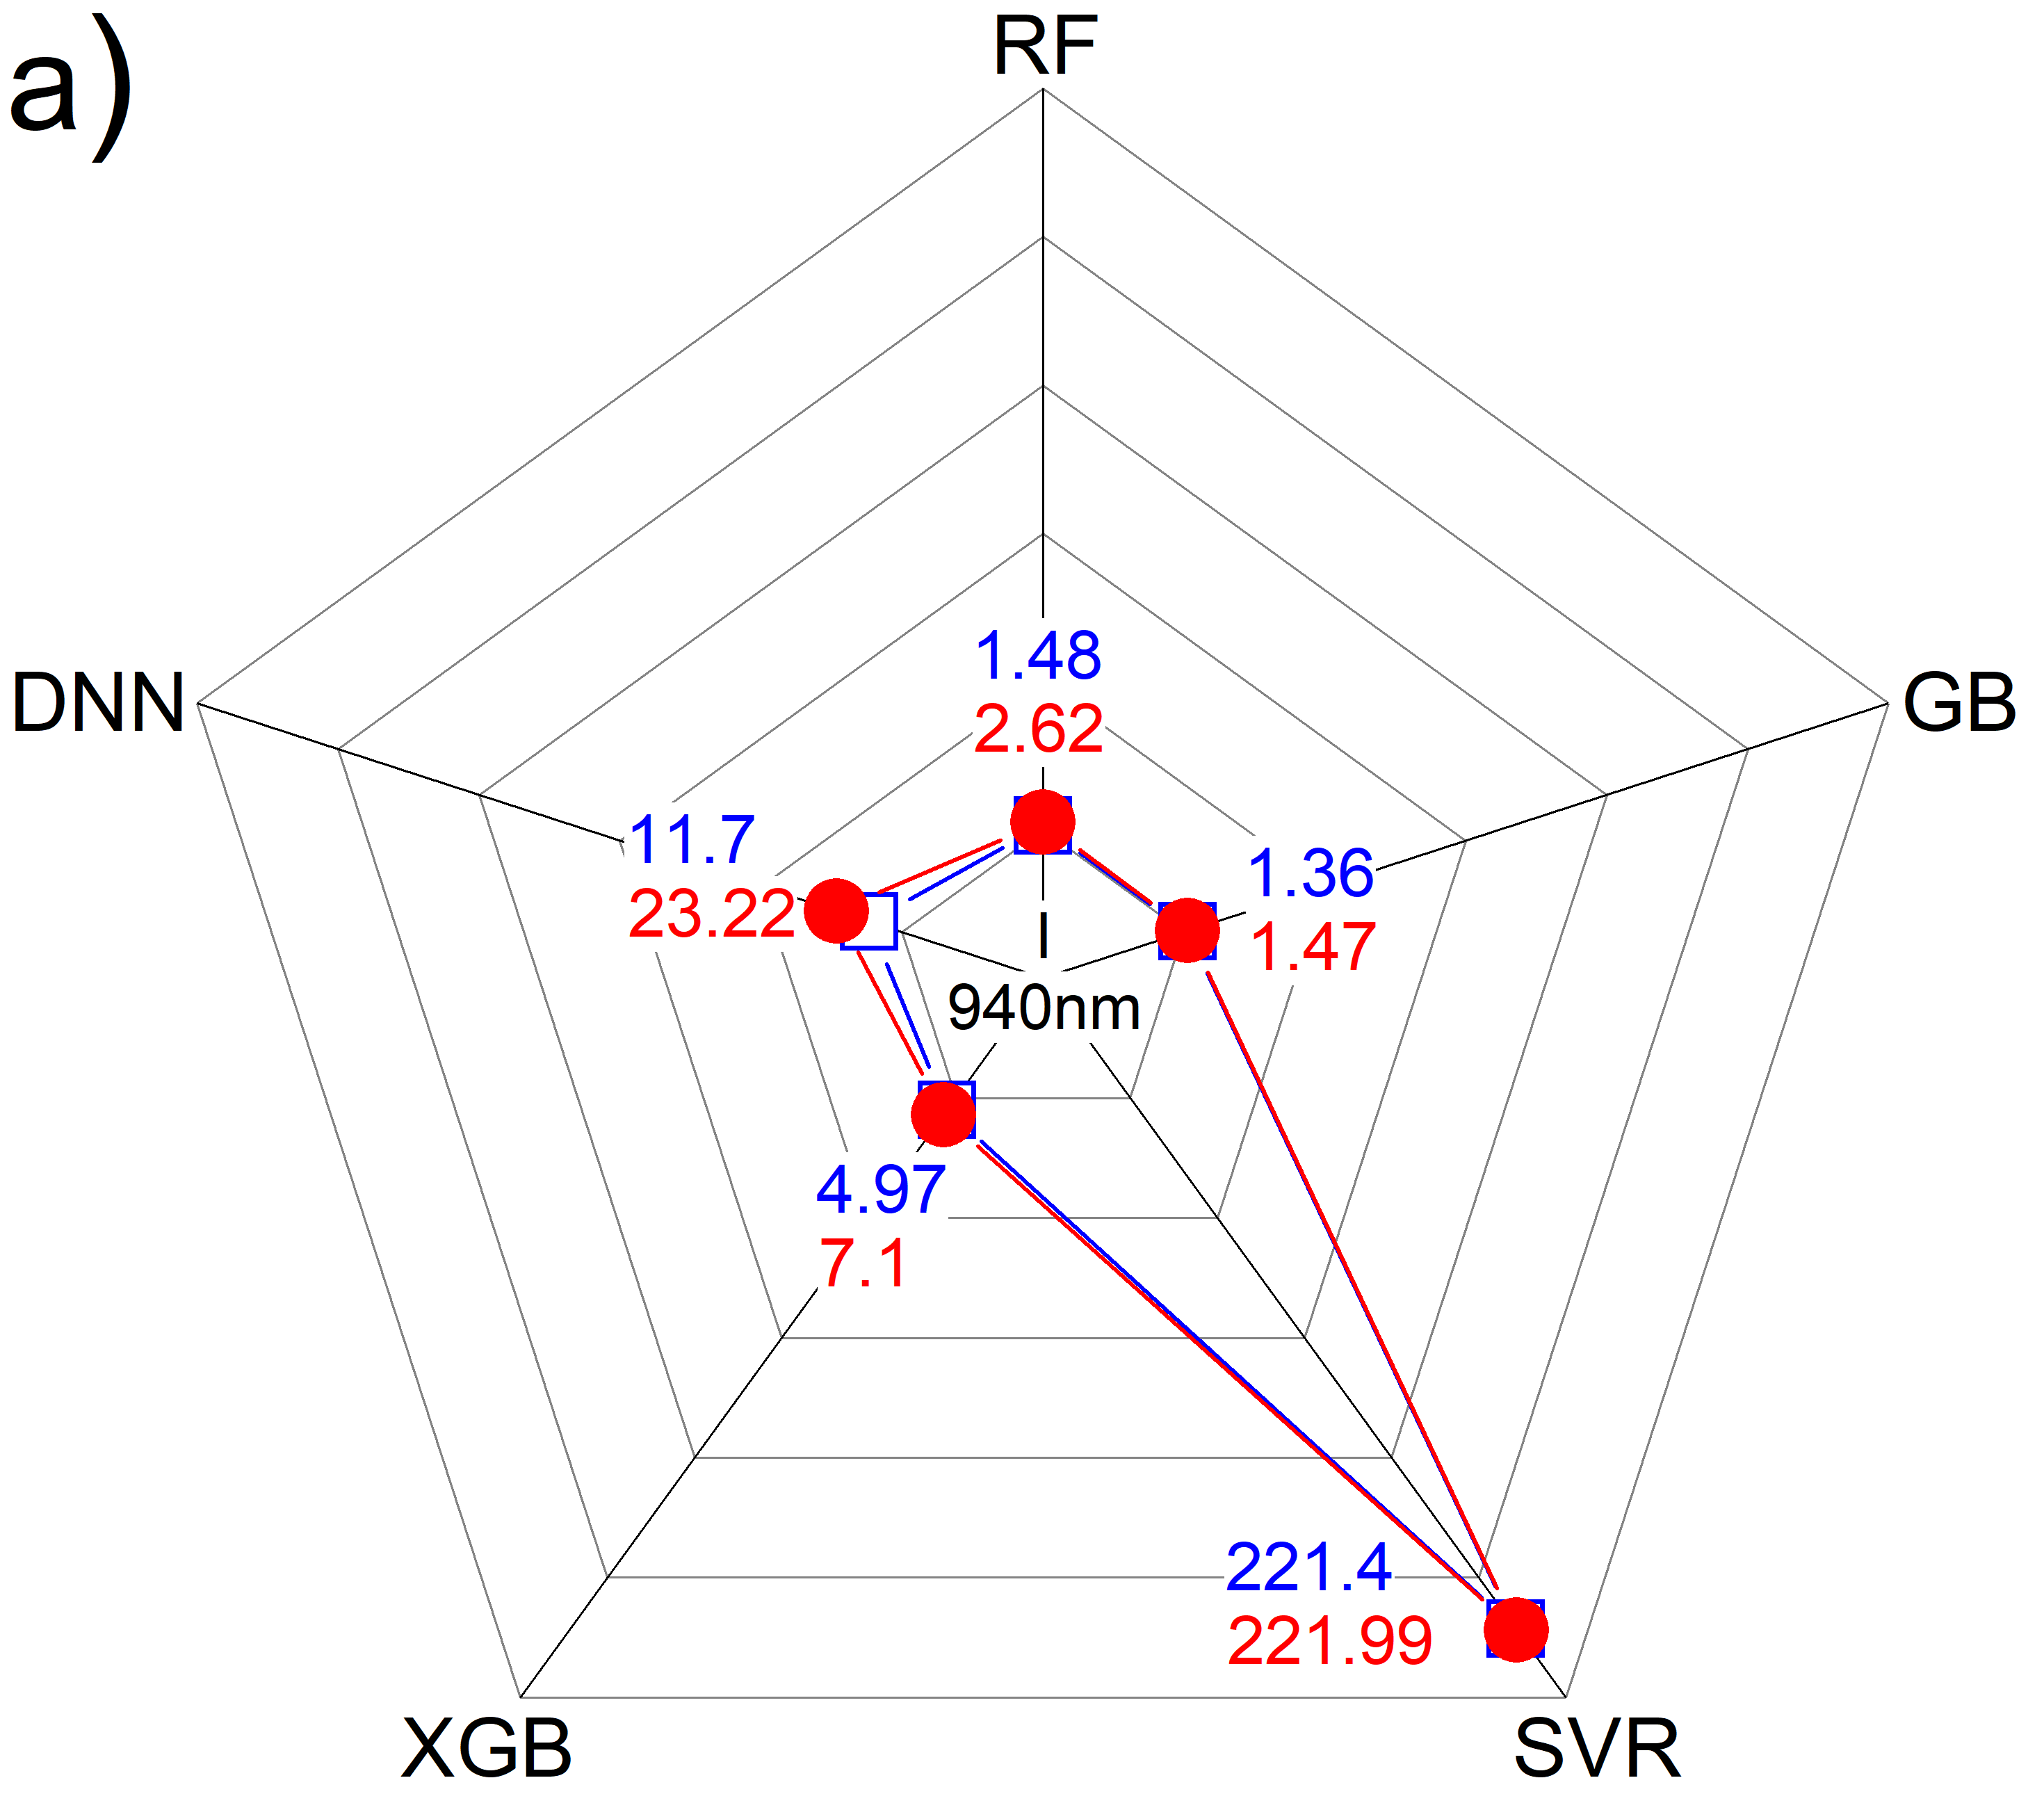 a)
RF
DNN
GB
1.48
2.62
11.7
23.22
1.36
1.47
I
940nm
4.97
7.1
221.4
221.99
XGB
SVR